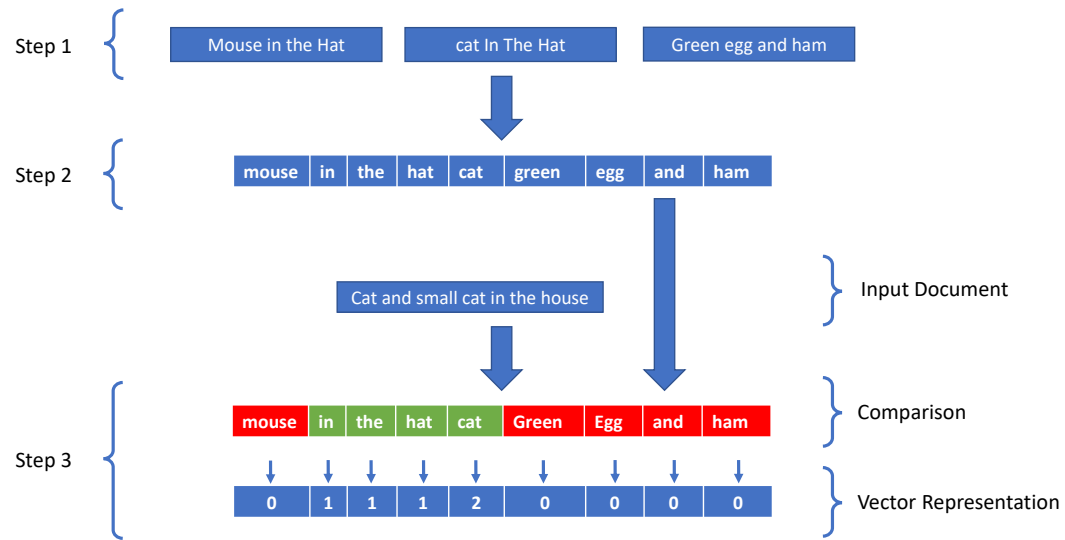 Step 1
Mouse in the Hat
cat In The Hat
Green egg and ham
Step 2
mouse in the hat cat green egg and ham
Cat and small cat in the house
Input Document
Step 3
mouse in the hat cat Green Egg and ham
Comparison
0 1 1 1 2 0 0 0 0
Vector Representation